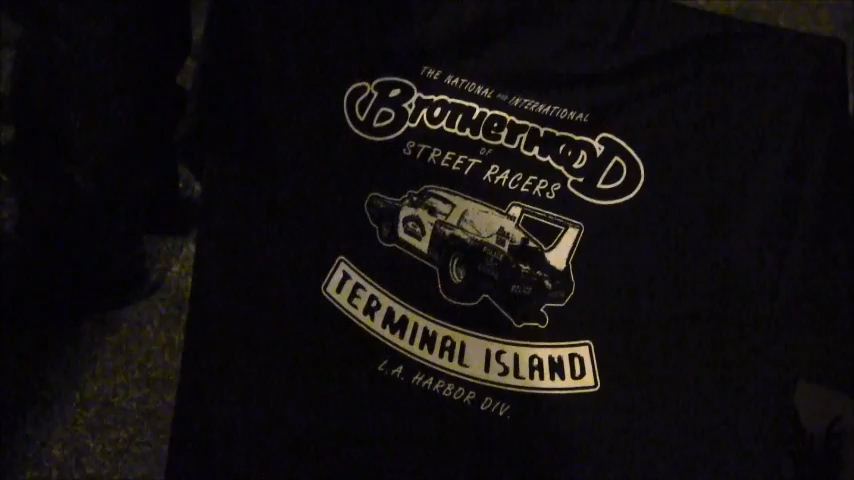 THE NATIONAL AND INTERNATIONAL
BROTHERHOOD
OF
STREET RACERS
TERMINAL ISLAND
L.A. HARBOR DIV.